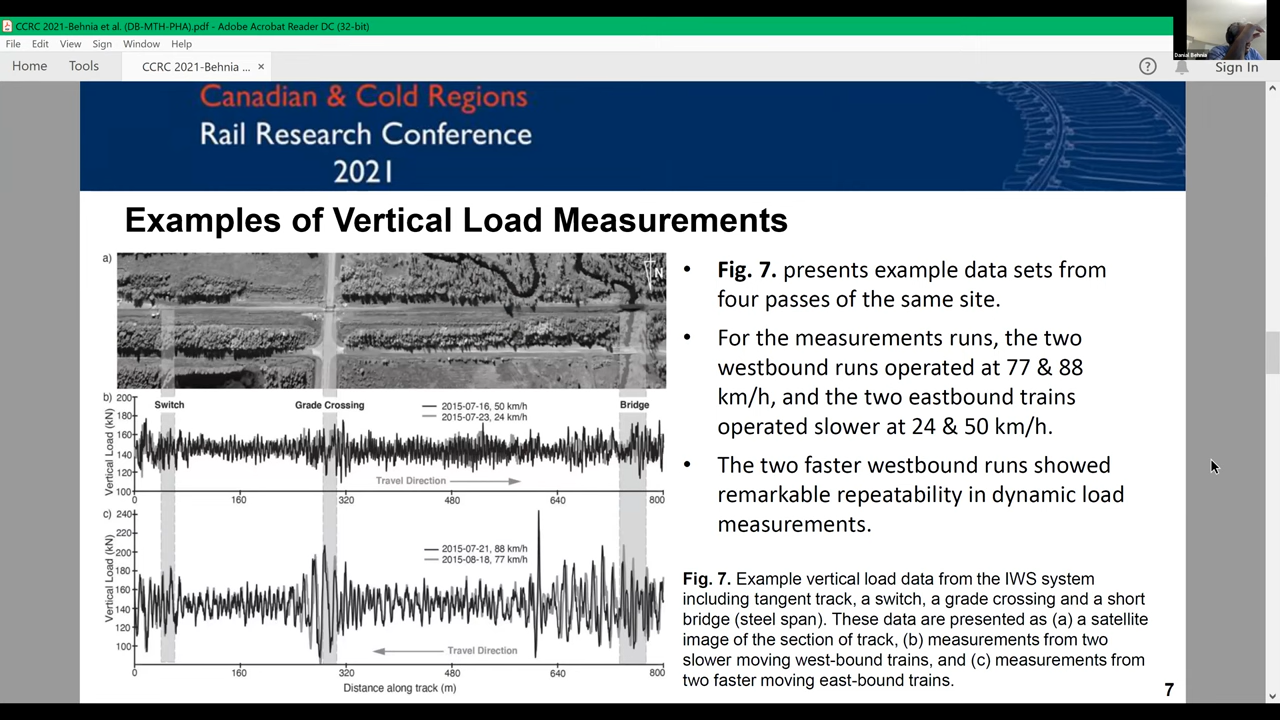 CCRC 2021-Behnia et al. (DB-MTH-PHA).pdf - Adobe Acrobat Reader DC (32-bit)
File Edit View Sign Window Help
Home Tools CCRC 2021-Behnia ... × ? Sign In
Danial Behnia
Canadian & Cold Regions
Rail Research Conference
2021
Examples of Vertical Load Measurements
a)
N
b)
Switch Grade Crossing Bridge
2015-07-16, 50 km/h
2015-07-23, 24 km/h
Vertical Load (kN)
200
180
160
140
120
100
Travel Direction
0 160 320 480 640 800
c)
2015-07-21, 88 km/h
2015-08-18, 77 km/h
Vertical Load (kN)
240
220
200
180
160
140
120
100
Travel Direction
0 160 320 480 640 800
Distance along track (m)
• Fig. 7. presents example data sets from
four passes of the same site.
• For the measurements runs, the two
westbound runs operated at 77 & 88
km/h, and the two eastbound trains
operated slower at 24 & 50 km/h.
• The two faster westbound runs showed
remarkable repeatability in dynamic load
measurements.
Fig. 7. Example vertical load data from the IWS system
including tangent track, a switch, a grade crossing and a short
bridge (steel span). These data are presented as (a) a satellite
image of the section of track, (b) measurements from two
slower moving west-bound trains, and (c) measurements from
two faster moving east-bound trains.
7